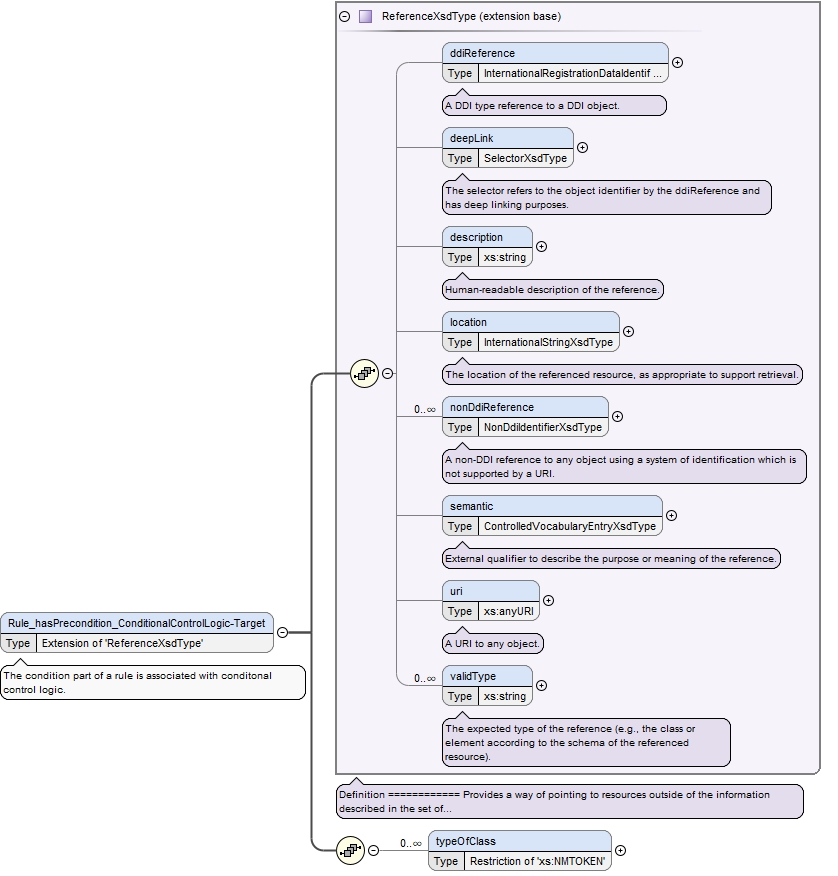 ReferenceXsdType (extension base)
ddiReference
Type InternationalRegistrationDataIdentif ...
A DDI type reference to a DDI object.
deepLink
Type SelectorXsdType
The selector refers to the object identifier by the ddiReference and
has deep linking purposes.
description
Type xs:string
Human-readable description of the reference.
location
Type InternationalStringXsdType
The location of the referenced resource, as appropriate to support retrieval.
0..∞ nonDdiReference
Type NonDdiIdentifierXsdType
A non-DDI reference to any object using a system of identification which is
not supported by a URI.
semantic
Type ControlledVocabularyEntryXsdType
External qualifier to describe the purpose or meaning of the reference.
uri
Type xs:anyURI
A URI to any object.
0..∞ validType
Type xs:string
The expected type of the reference (e.g., the class or
element according to the schema of the referenced
resource).
Definition ============ Provides a way of pointing to resources outside of the information
described in the set of...
Rule_hasPrecondition_ConditionalControlLogic-Target
Type Extension of 'ReferenceXsdType'
The condition part of a rule is associated with conditonal
control logic.
0..∞ typeOfClass
Type Restriction of 'xs:NMTOKEN'